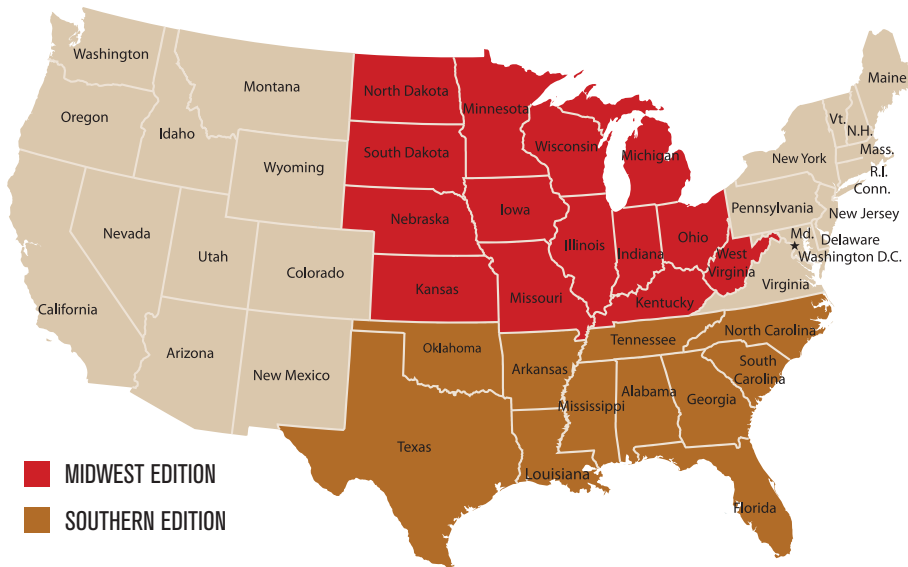 Washington
Oregon
Idaho
Montana
Wyoming
Nevada
Utah
Colorado
California
Arizona
New Mexico
North Dakota
South Dakota
Nebraska
Kansas
Minnesota
Iowa
Missouri
Wisconsin
Illinois
Michigan
Indiana
Ohio
West
Virginia
Kentucky
Maine
Vt.
N.H.
Mass.
New York
R.I.
Conn.
Pennsylvania
New Jersey
Md.
Delaware
Washington D.C.
Virginia
Oklahoma
Arkansas
Tennessee
North Carolina
South
Carolina
Mississippi
Alabama
Georgia
Texas
Louisiana
Florida
MIDWEST EDITION
SOUTHERN EDITION